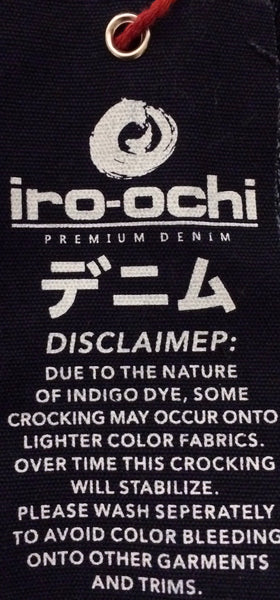 iro-ochi
PREMIUM DENIM
デニム
DISCLAIMEP:
DUE TO THE NATURE
OF INDIGO DYE, SOME
CROCKING MAY OCCUR ONTO
LIGHTER COLOR FABRICS.
OVER TIME THIS CROCKING
WILL STABILIZE.
PLEASE WASH SEPERATELY
TO AVOID COLOR BLEEDING
ONTO OTHER GARMENTS
AND TRIMS.